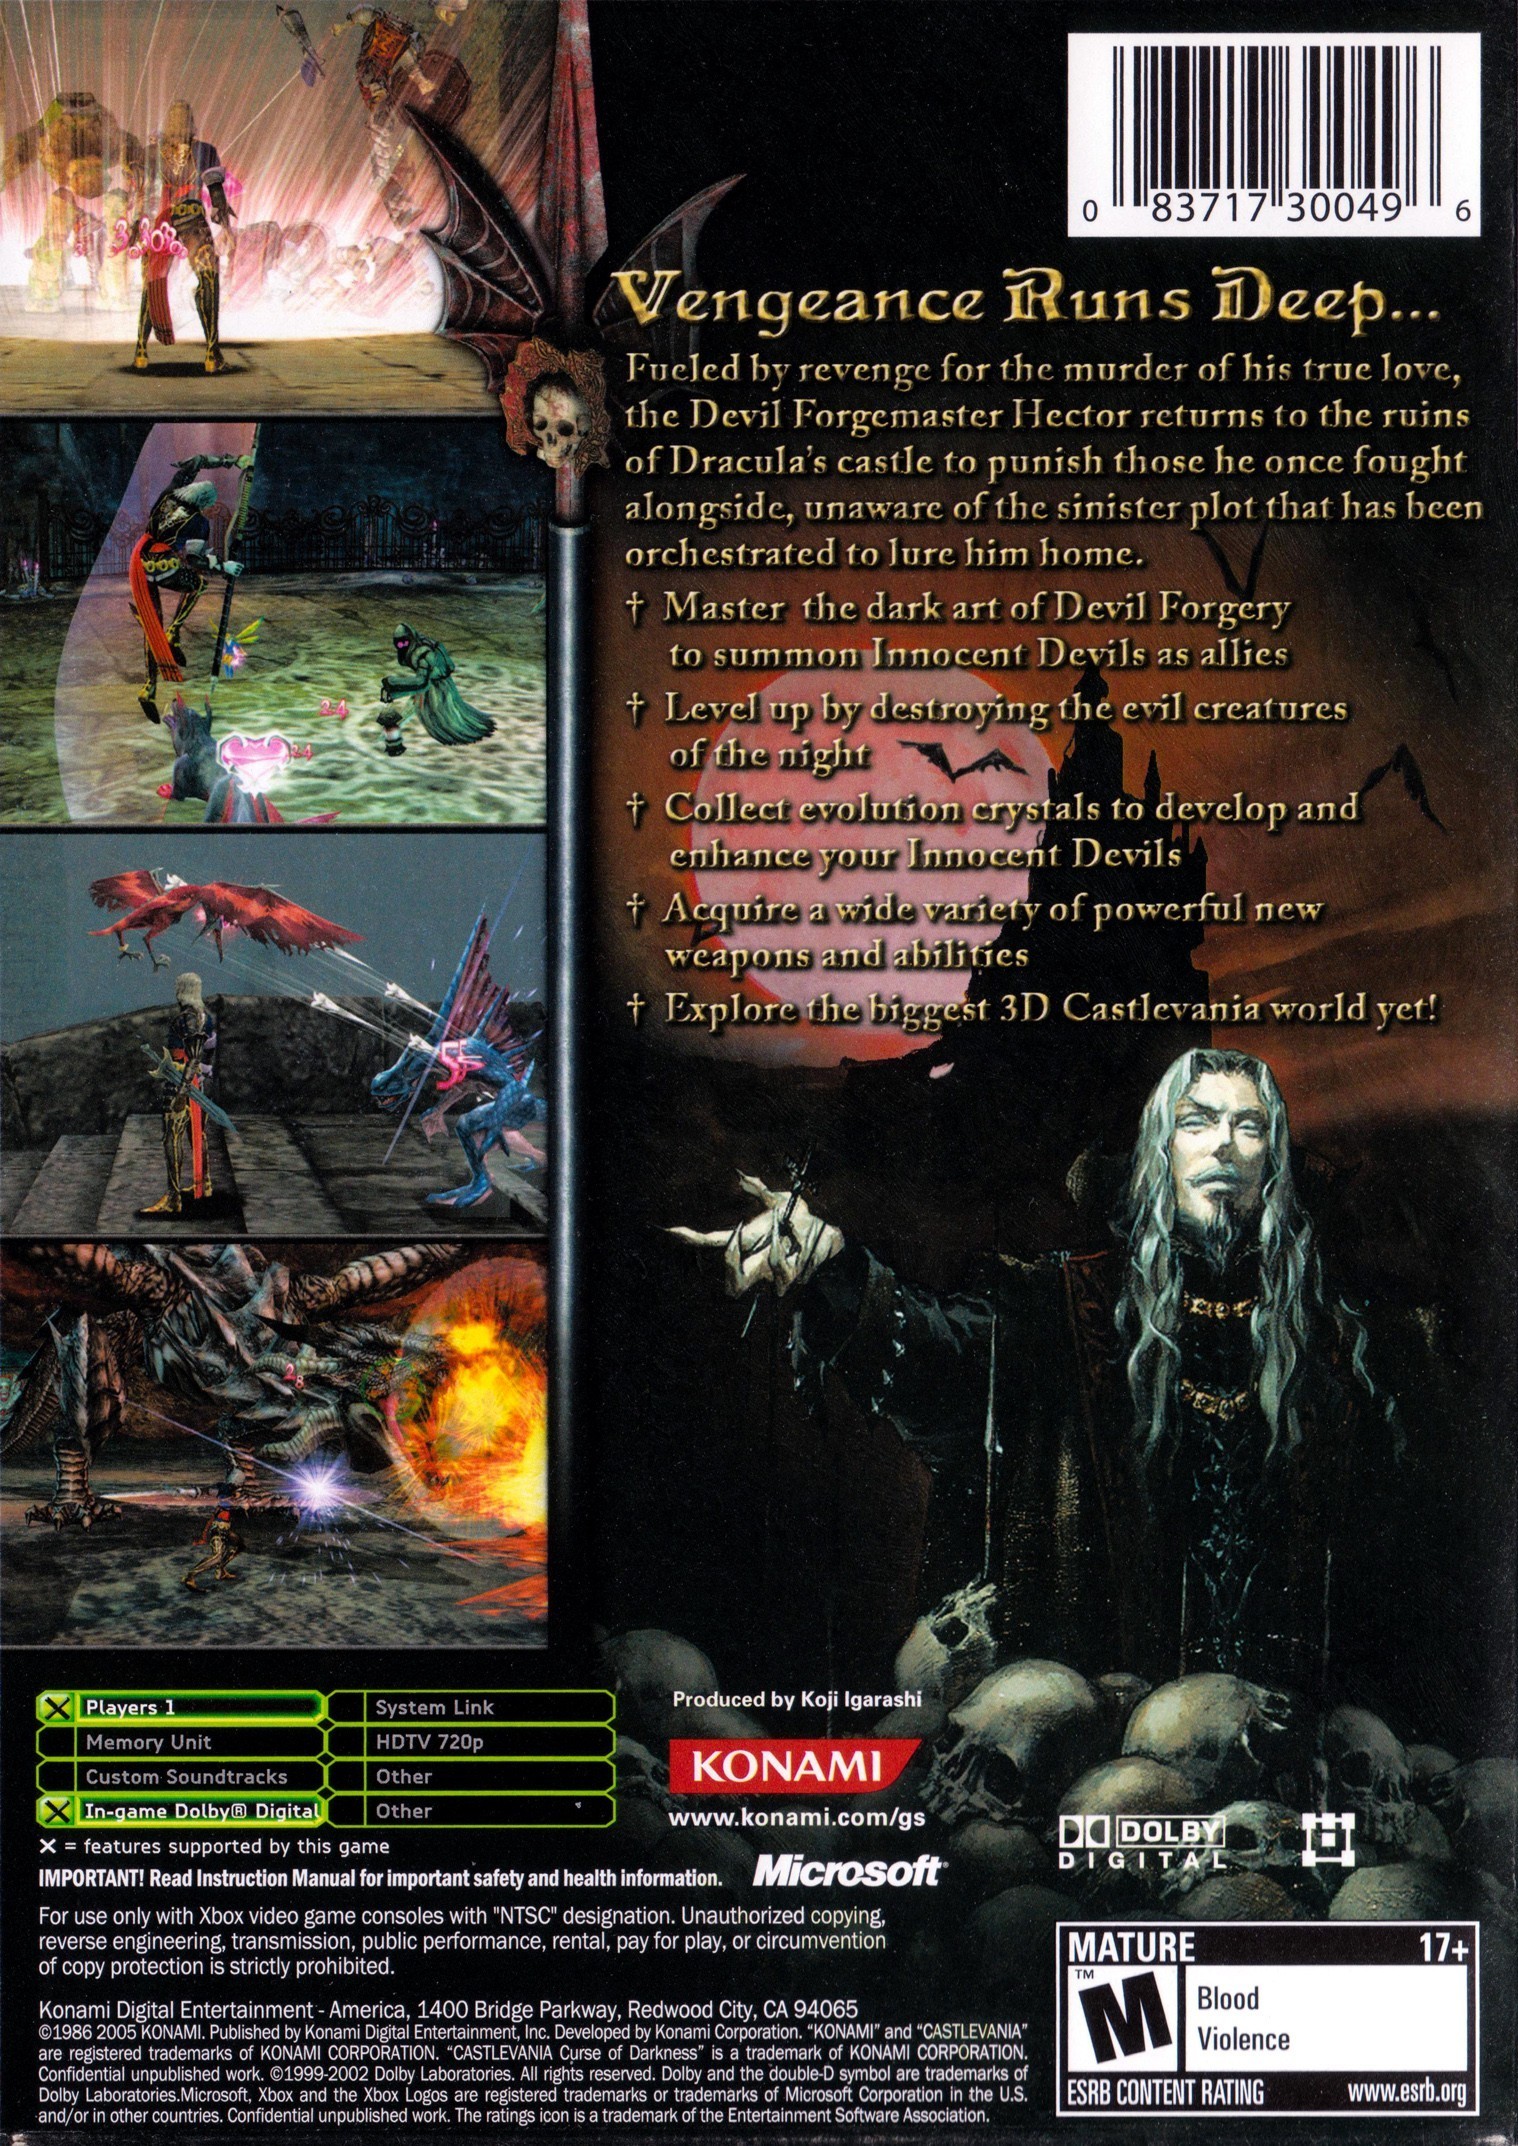 0 83717 30049 6
Vengeance Runs Deep...
Fueled by revenge for the murder of his true love,
the Devil Forgemaster Hector returns to the ruins
of Dracula's castle to punish those he once fought
alongside, unaware of the sinister plot that has been
orchestrated to lure him home.
† Master the dark art of Devil Forgery
to summon Innocent Devils as allies
† Level up by destroying the evil creatures
of the night
† Collect evolution crystals to develop and
enhance your Innocent Devils
† Acquire a wide variety of powerful new
weapons and abilities
† Explore the biggest 3D Castlevania world yet!
24
34
55
28
X Players 1
System Link
Memory Unit
HDTV 720p
Custom Soundtracks
Other
X In-game Dolby® Digital
Other
X = features supported by this game
Produced by Koji Igarashi
KONAMI
www.konami.com/gs
IMPORTANT! Read Instruction Manual for important safety and health information.
Microsoft®
DOLBY
DIGITAL
For use only with Xbox video game consoles with "NTSC" designation. Unauthorized copying,
reverse engineering, transmission, public performance, rental, pay for play, or circumvention
of copy protection is strictly prohibited.
Konami Digital Entertainment - America, 1400 Bridge Parkway, Redwood City, CA 94065
©1986 2005 KONAMI. Published by Konami Digital Entertainment, Inc. Developed by Konami Corporation. “KONAMI” and “CASTLEVANIA”
are registered trademarks of KONAMI CORPORATION. “CASTLEVANIA Curse of Darkness” is a trademark of KONAMI CORPORATION.
Confidential unpublished work. ©1999-2002 Dolby Laboratories. All rights reserved. Dolby and the double-D symbol are trademarks of
Dolby Laboratories.Microsoft, Xbox and the Xbox Logos are registered trademarks or trademarks of Microsoft Corporation in the U.S.
and/or in other countries. Confidential unpublished work. The ratings icon is a trademark of the Entertainment Software Association.
MATURE 17+
™
M
Blood
Violence
ESRB CONTENT RATING www.esrb.org